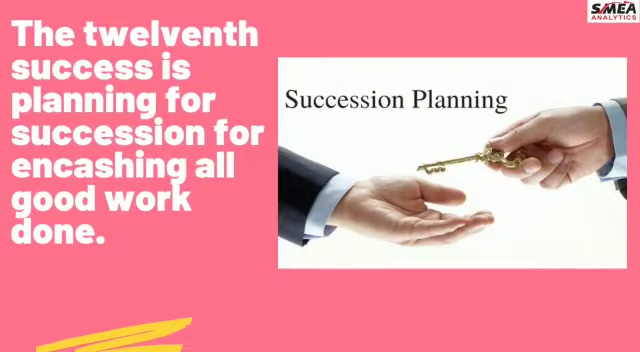 The twelventh
success is
planning for
succession for
encashing all
good work
done.
Succession Planning
SMEA
ANALYTICS